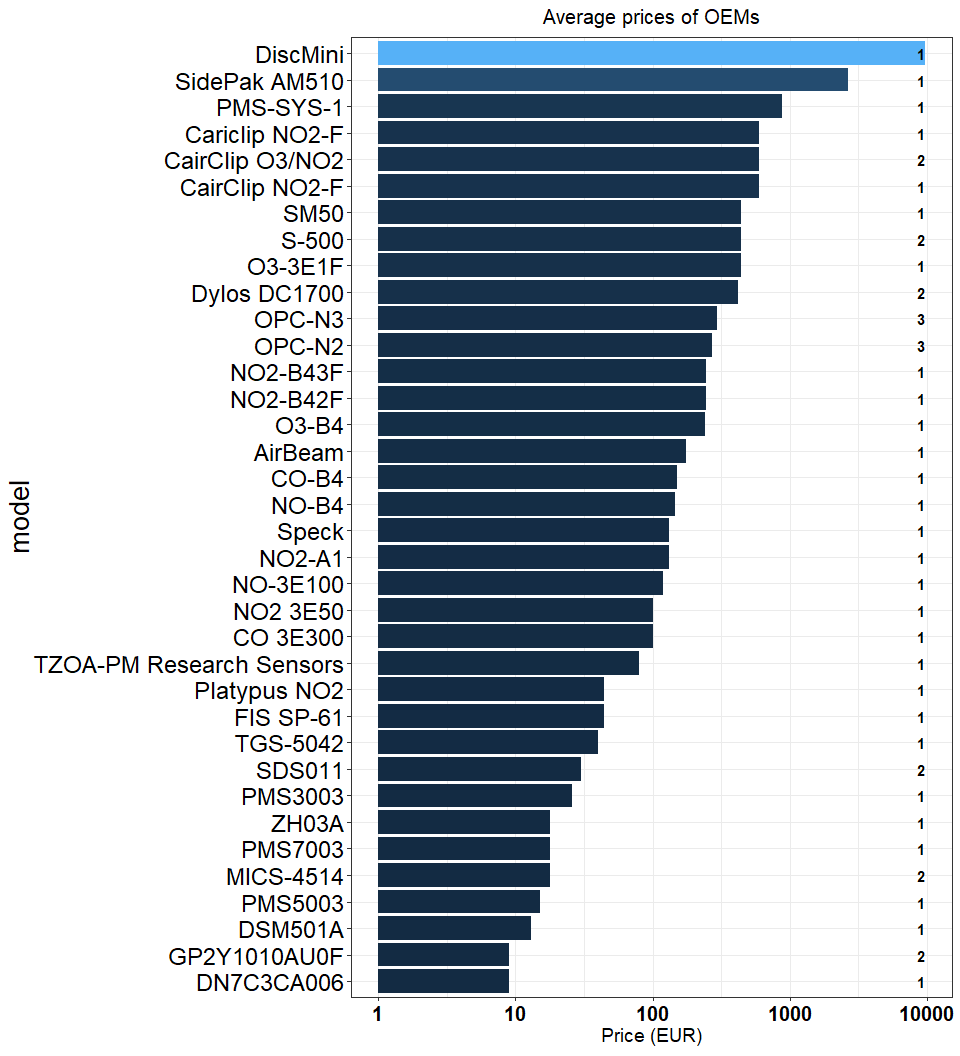 Average prices of OEMs
model
DiscMini 1
SidePak AM510 1
PMS-SYS-1 1
Cariclip NO2-F 1
CairClip O3/NO2 2
CairClip NO2-F 1
SM50 1
S-500 2
O3-3E1F 1
Dylos DC1700 2
OPC-N3 3
OPC-N2 3
NO2-B43F 1
NO2-B42F 1
O3-B4 1
AirBeam 1
CO-B4 1
NO-B4 1
Speck 1
NO2-A1 1
NO-3E100 1
NO2 3E50 1
CO 3E300 1
TZOA-PM Research Sensors 1
Platypus NO2 1
FIS SP-61 1
TGS-5042 1
SDS011 2
PMS3003 1
ZH03A 1
PMS7003 1
MICS-4514 2
PMS5003 1
DSM501A 1
GP2Y1010AU0F 2
DN7C3CA006 1
1 10 100 1000 10000
Price (EUR)